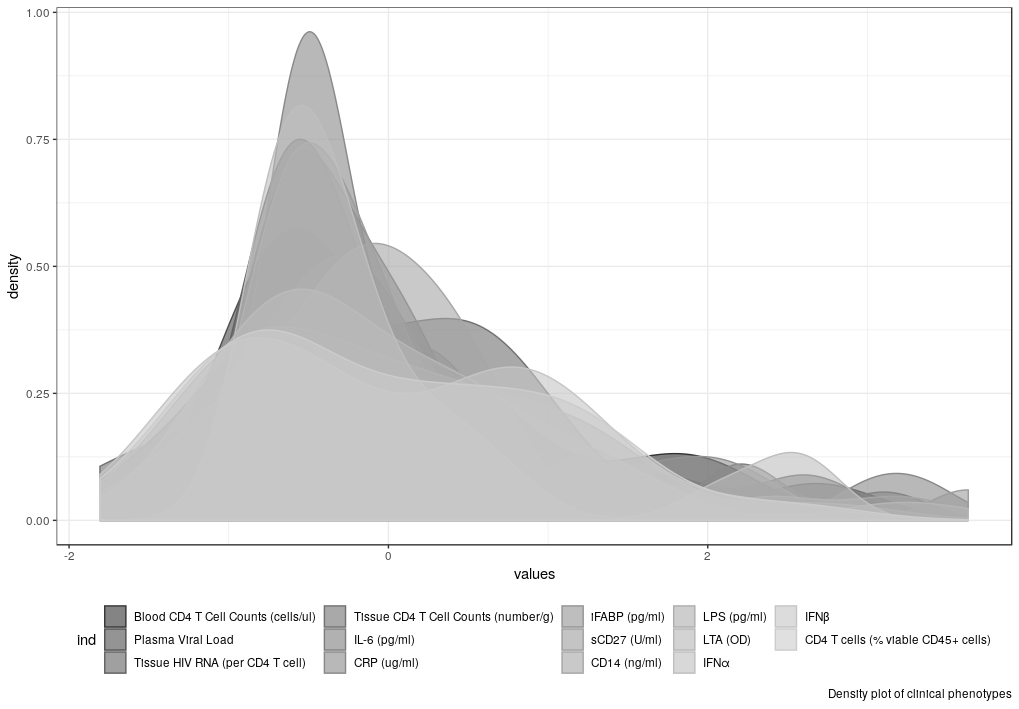 1.00
0.75
0.50
0.25
0.00
density
-2
0
2
values
ind
Blood CD4 T Cell Counts (cells/ul)
Plasma Viral Load
Tissue HIV RNA (per CD4 T cell)
Tissue CD4 T Cell Counts (number/g)
IL-6 (pg/ml)
CRP (ug/ml)
iFABP (pg/ml)
sCD27 (U/ml)
CD14 (ng/ml)
LPS (pg/ml)
LTA (OD)
IFNα
IFNβ
CD4 T cells (% viable CD45+ cells)
Density plot of clinical phenotypes